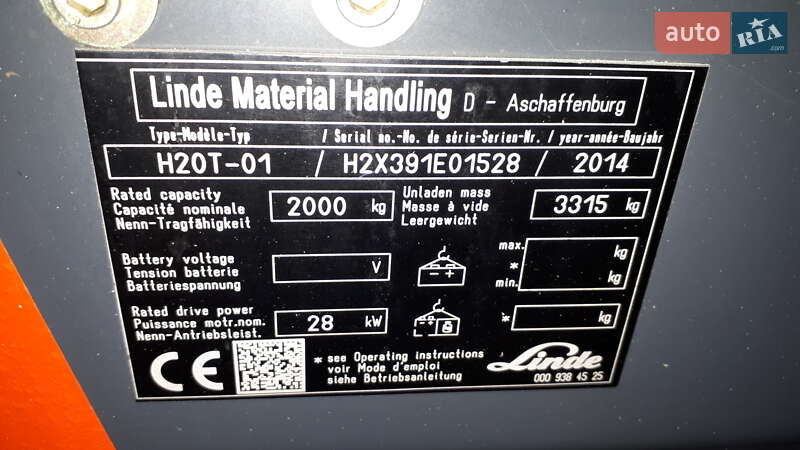 auto RIA .com
Linde Material Handling D - Aschaffenburg
Type-Modèle-Typ / Serial no.-No. de série-Serien-Nr. / year-année-Baujahr
H20T-01 / H2X391E01528 / 2014
Rated capacity
Capacité nominale
Nenn-Tragfähigkeit
2000 kg
Unladen mass
Masse à vide
Leergewicht
3315 kg
Battery voltage
Tension batterie
Batteriespannung
V
- +
max. kg
*
min. kg
Rated drive power
Puissance motr.nom.
Nenn-Antriebsleist.
28 kW
- +
* kg
CE
* see Operating instructions
voir Mode d'emploi
siehe Betriebsanleitung
Linde
000 938 45 25